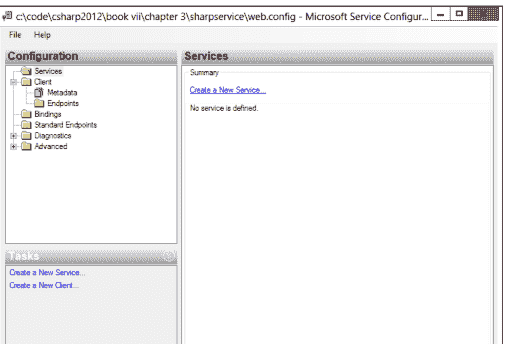 c:\code\csharp2012\book vii\chapter 3\sharpservice\web.config - Microsoft Service Configur...
File Help
Configuration
Services
Client
Metadata
Endpoints
Bindings
Standard Endpoints
Diagnostics
Advanced
Tasks
Create a New Service...
Create a New Client...
Services
Summary
Create a New Service...
No service is defined.